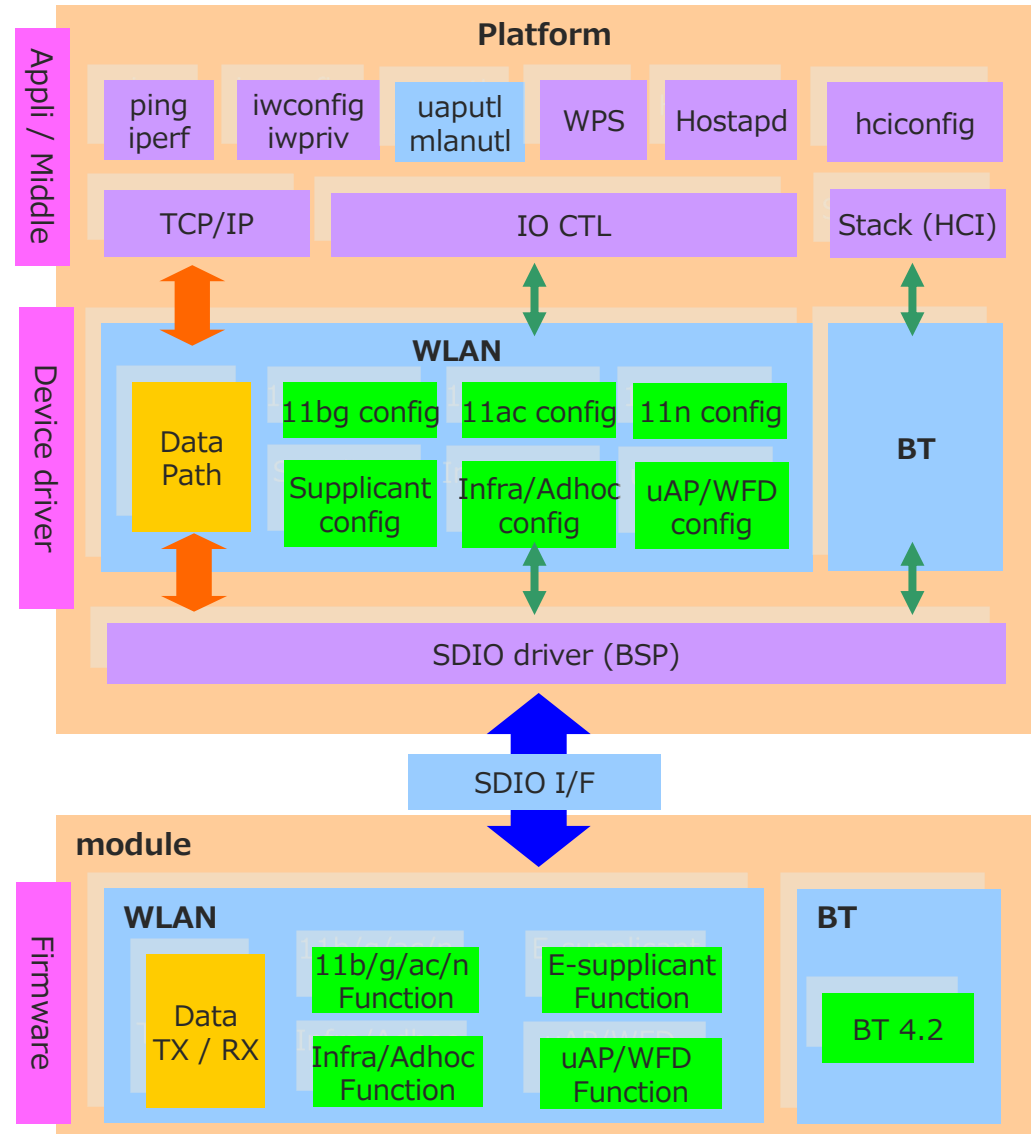 Platform
Appli / Middle
ping
iperf
iwconfig
iwpriv
uaputl
mlanutl
WPS
Hostapd
hciconfig
TCP/IP
IO CTL
Stack (HCI)
Device driver
WLAN
Data
Path
11bg config
11ac config
11n config
Supplicant
config
Infra/Adhoc
config
uAP/WFD
config
BT
SDIO driver (BSP)
SDIO I/F
module
Firmware
WLAN
Data
TX / RX
11b/g/ac/n
Function
E-supplicant
Function
Infra/Adhoc
Function
uAP/WFD
Function
BT
BT 4.2